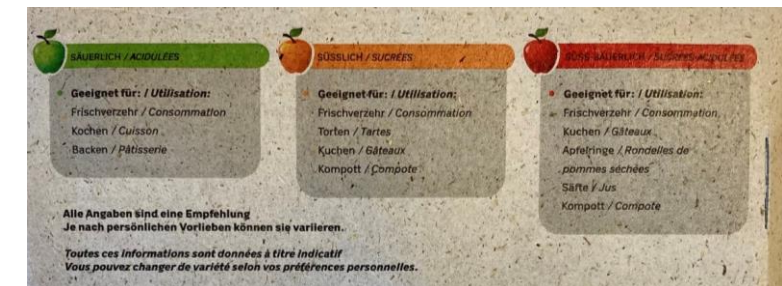 SÄUERLICH / ACIDULÉES
Geeignet für: / Utilisation:
Frischverzehr / Consommation
Kochen / Cuisson
Backen / Pâtisserie
SÜSSLICH / SUCRÉES
Geeignet für: / Utilisation:
Frischverzehr / Consommation
Torten / Tartes
Kuchen / Gâteaux
Kompott / Compote
SÜSS-SÄUERLICH / SUCRÉES-ACIDULÉES
Geeignet für: / Utilisation:
Frischverzehr / Consommation
Kuchen / Gâteaux
Apfelringe / Rondelles de
pommes séchées
Säfte / Jus
Kompott / Compote
Alle Angaben sind eine Empfehlung
Je nach persönlichen Vorlieben können sie variieren.
Toutes ces informations sont données à titre indicatif
Vous pouvez changer de variété selon vos préférences personnelles.